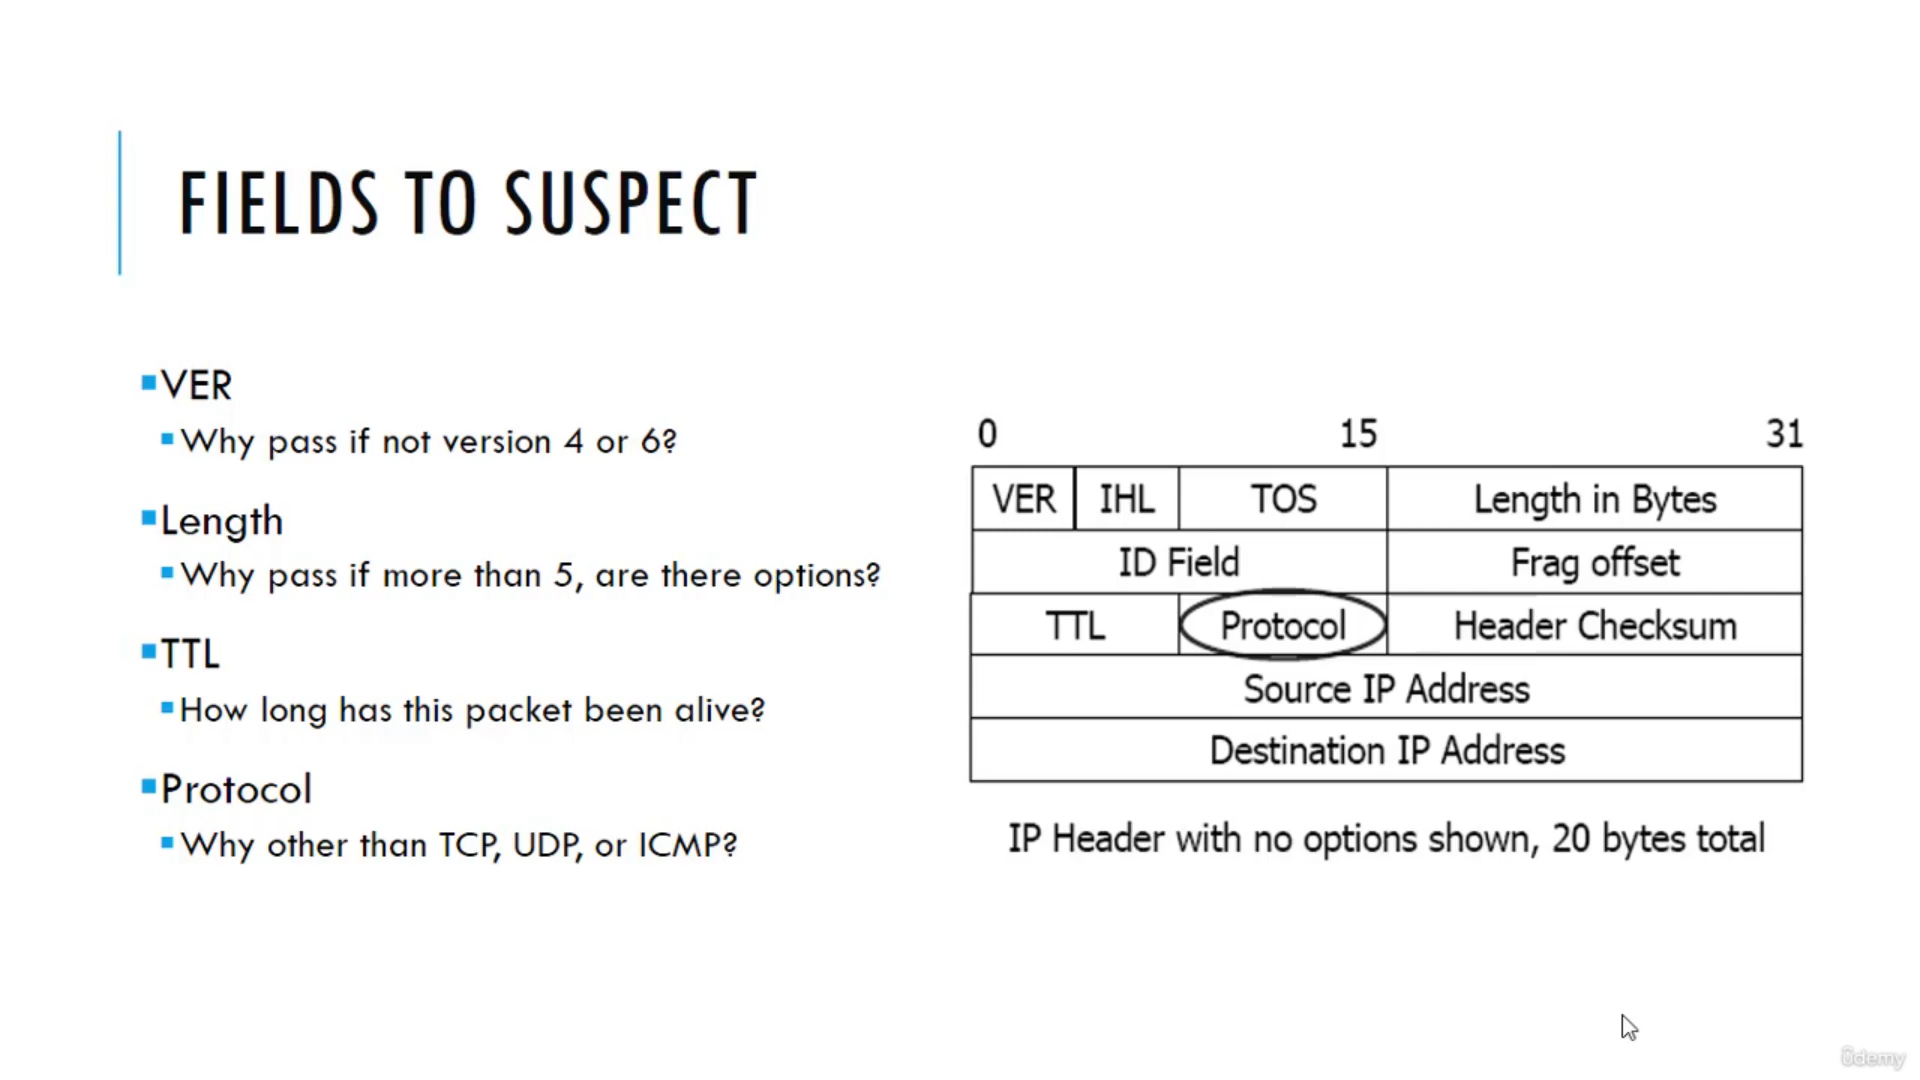 FIELDS TO SUSPECT
VER
Why pass if not version 4 or 6?
Length
Why pass if more than 5, are there options?
TTL
How long has this packet been alive?
Protocol
Why other than TCP, UDP, or ICMP?
0 15 31
VER IHL TOS Length in Bytes
ID Field Frag offset
TTL Protocol Header Checksum
Source IP Address
Destination IP Address
IP Header with no options shown, 20 bytes total
ûdemy